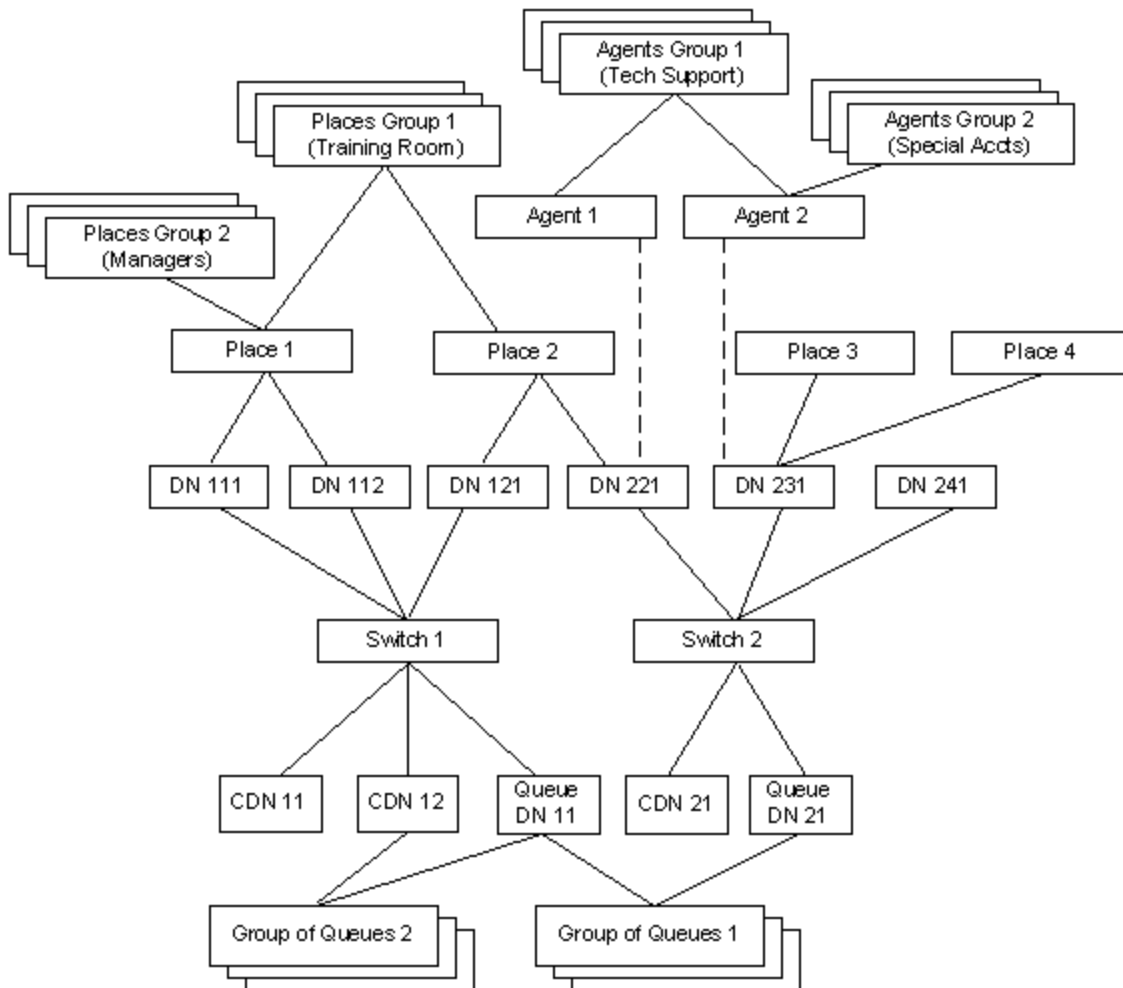 Agents Group 1
(Tech Support)
Places Group 1
(Training Room)
Agents Group 2
(Special Accts)
Places Group 2
(Managers)
Agent 1
Agent 2
Place 1
Place 2
Place 3
Place 4
DN 111
DN 112
DN 121
DN 221
DN 231
DN 241
Switch 1
Switch 2
CDN 11
CDN 12
Queue
DN 11
CDN 21
Queue
DN 21
Group of Queues 2
Group of Queues 1